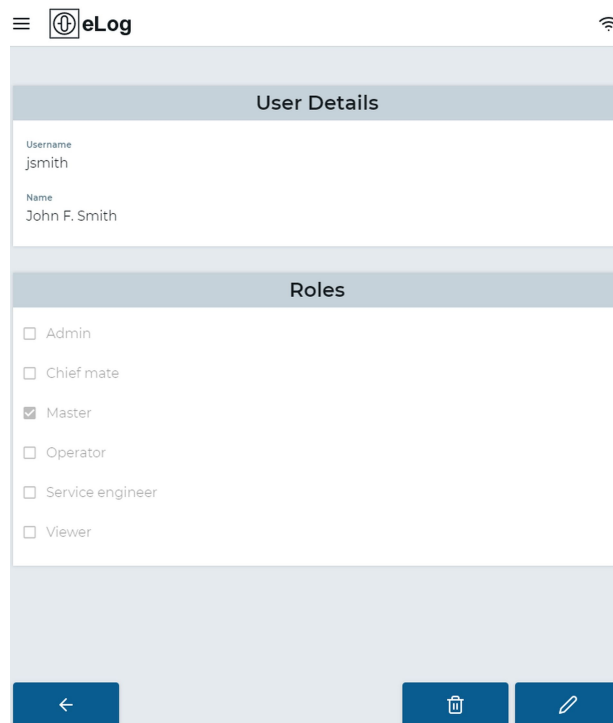 eLog
User Details
Username
jsmith
Name
John F. Smith
Roles
Admin
Chief mate
Master
Operator
Service engineer
Viewer